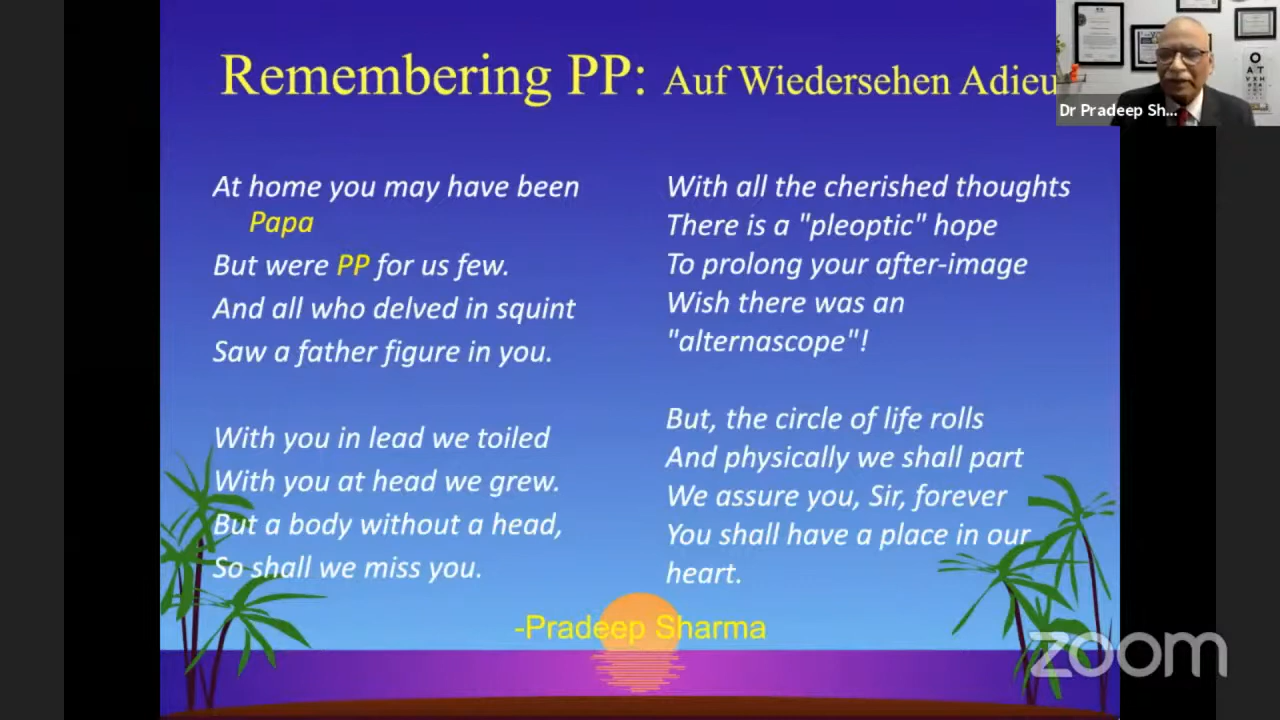 Remembering PP: Auf Wiedersehen Adieu
Dr Pradeep Sh...
At home you may have been
Papa
But were PP for us few.
And all who delved in squint
Saw a father figure in you.
With you in lead we toiled
With you at head we grew.
But a body without a head,
So shall we miss you.
With all the cherished thoughts
There is a "pleoptic" hope
To prolong your after-image
Wish there was an
"alternascope"!
But, the circle of life rolls
And physically we shall part
We assure you, Sir, forever
You shall have a place in our
heart.
-Pradeep Sharma
zoom